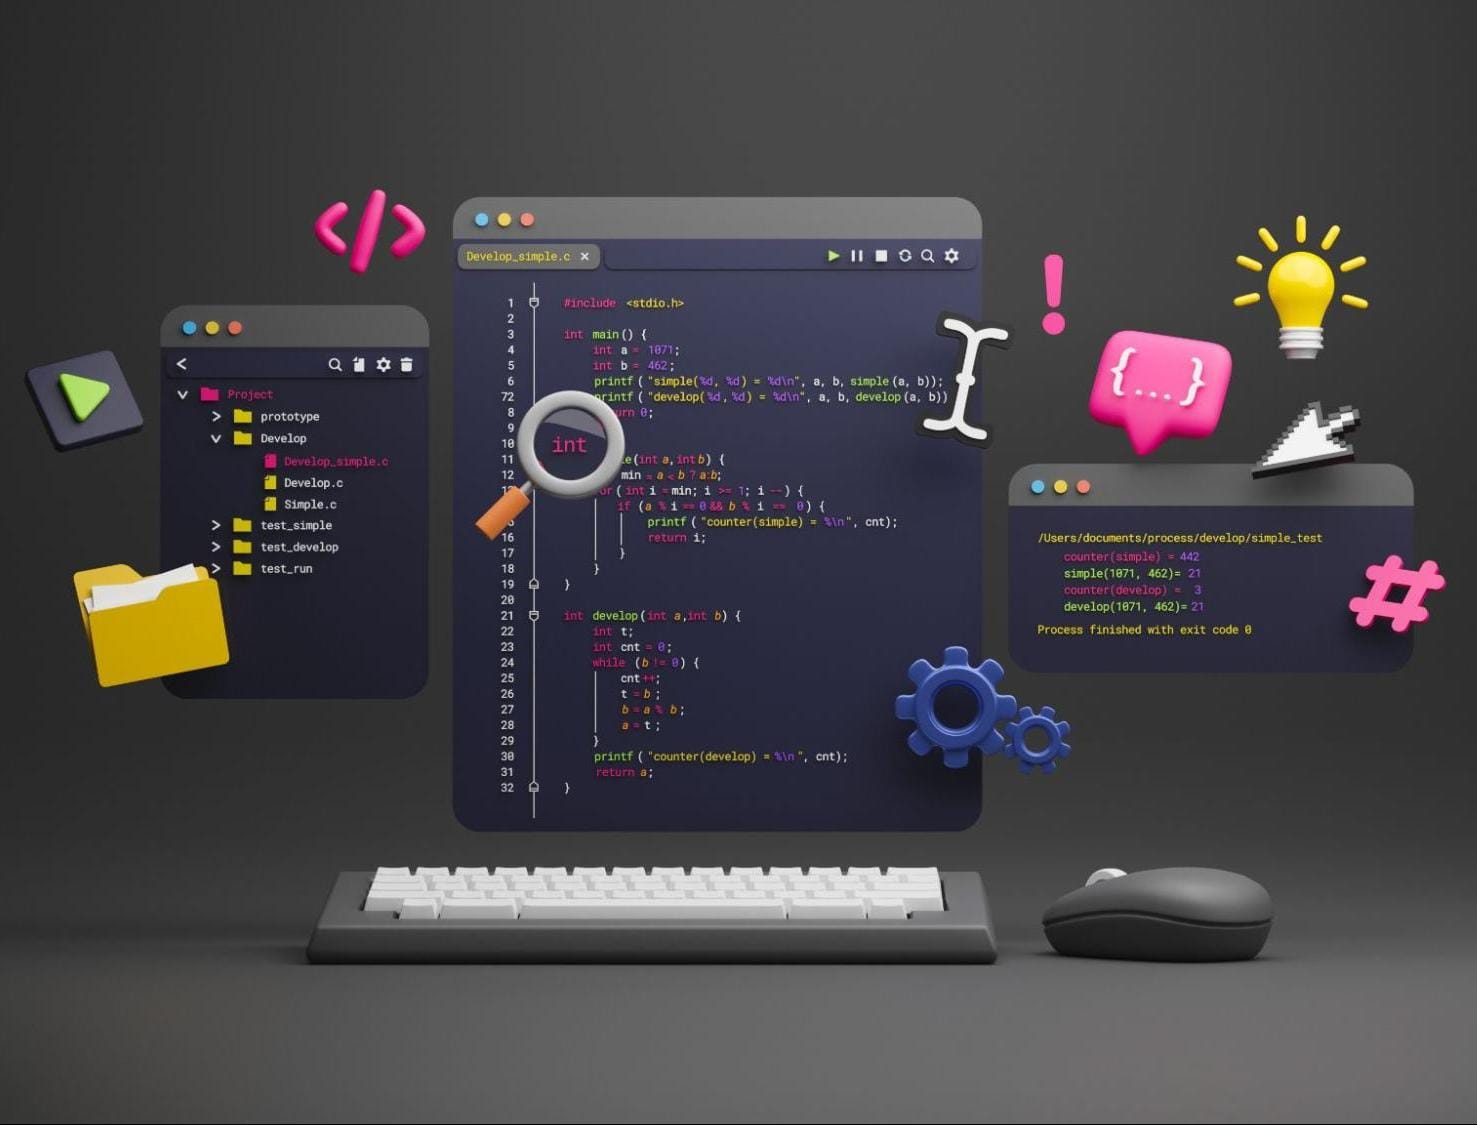 </>
Project
prototype
Develop
Develop_simple.c
Develop.c
Simple.c
test_simple
test_develop
test_run
Develop_simple.c ×
1 #include <stdio.h>
2
3 int main() {
4 int a = 1071;
5 int b = 462;
6 printf("simple(%d, %d) = %d\n", a, b, simple(a, b));
72 printf("develop(%d,%d) = %d\n", a, b, develop(a, b))
8 urn 0;
9
10 int
11 le(int a,int b) {
12 min = a < b ? a:b;
or(int i = min; i >= 1; i --) {
if (a % i == 0 && b % i == 0) {
printf("counter(simple) = %\n", cnt);
16 return i;
17 }
18 }
19 }
20
21 int develop(int a,int b) {
22 int t;
23 int cnt = 0;
24 while (b != 0) {
25 cnt++;
26 t = b;
27 b = a % b;
28 a = t;
29 }
30 printf("counter(develop) = %\n", cnt);
31 return a;
32 }
!
{...}
/Users/documents/process/develop/simple_test
counter(simple) = 442
simple(1071, 462)= 21
counter(develop) = 3
develop(1071, 462)= 21
Process finished with exit code 0
#